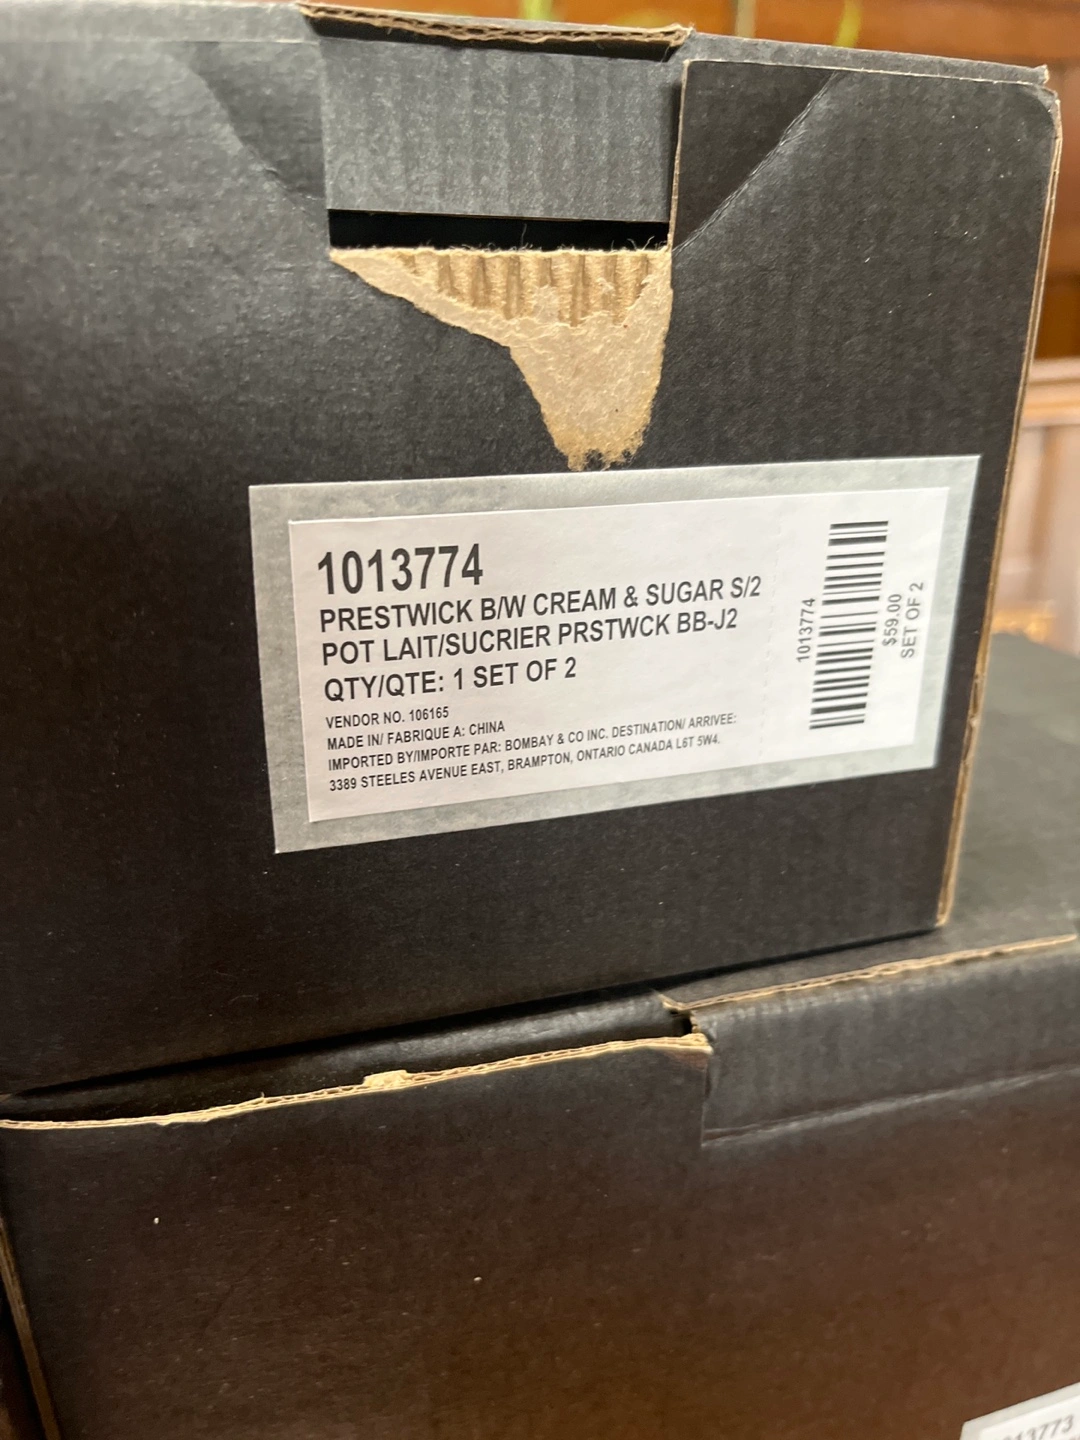 1013774
PRESTWICK B/W CREAM & SUGAR S/2
POT LAIT/SUCRIER PRSTWCK BB-J2
QTY/QTE: 1 SET OF 2
VENDOR NO. 106165
MADE IN/ FABRIQUE A: CHINA
IMPORTED BY/IMPORTE PAR: BOMBAY & CO INC. DESTINATION/ ARRIVEE:
3389 STEELES AVENUE EAST, BRAMPTON, ONTARIO CANADA L6T 5W4.
1013774
$59.00
SET OF 2